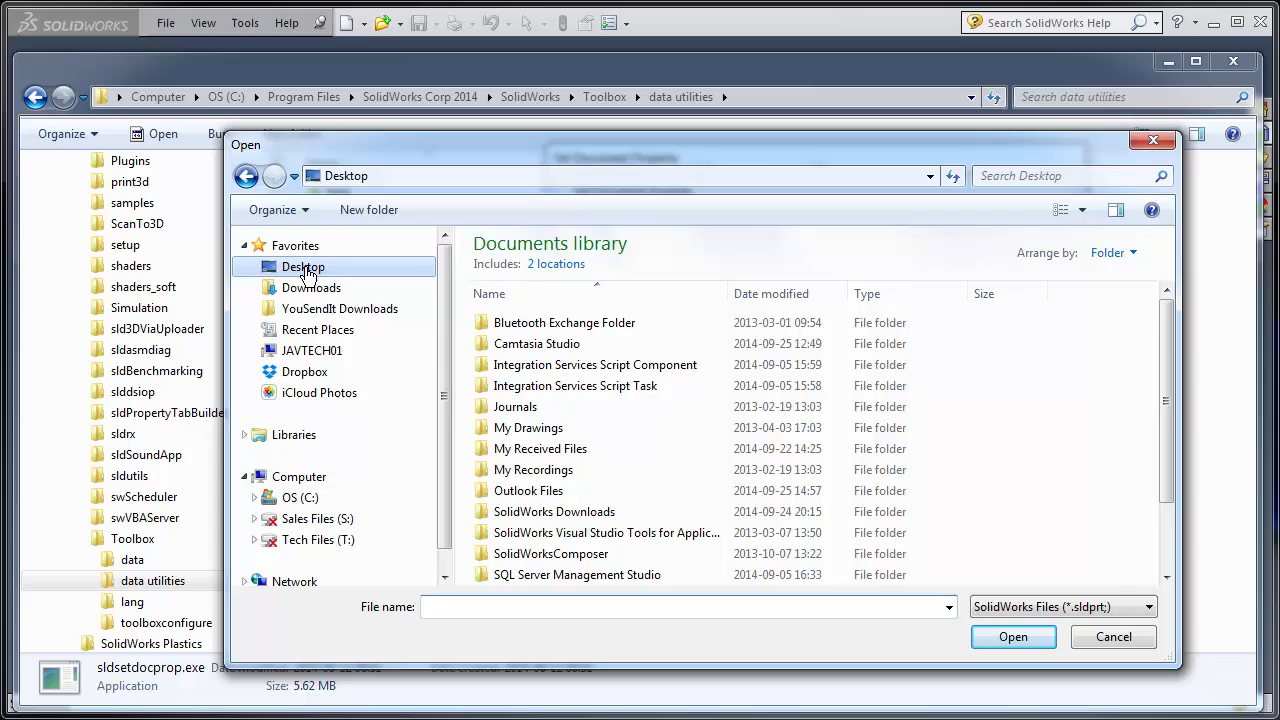 SOLIDWORKS File View Tools Help Search SolidWorks Help
Computer OS (C:) Program Files SolidWorks Corp 2014 SolidWorks Toolbox data utilities Search data utilities
Organize Open
Plugins
print3d
samples
ScanTo3D
setup
shaders
shaders_soft
Simulation
sld3DViaUploader
sldasmdiag
sldBenchmarking
slddsiop
sldPropertyTabBuilde
sldrx
sldSoundApp
sldutils
swScheduler
swVBAServer
Toolbox
data
data utilities
lang
toolboxconfigure
SolidWorks Plastics
sldsetdocprop.exe
Application Size: 5.62 MB
Open
Desktop Search Desktop
Organize New folder
Favorites
Desktop
Downloads
YouSendIt Downloads
Recent Places
JAVTECH01
Dropbox
iCloud Photos
Libraries
Computer
OS (C:)
Sales Files (S:)
Tech Files (T:)
Network
Documents library
Includes: 2 locations
Arrange by: Folder
Name Date modified Type Size
Bluetooth Exchange Folder 2013-03-01 09:54 File folder
Camtasia Studio 2014-09-25 12:49 File folder
Integration Services Script Component 2014-09-05 15:59 File folder
Integration Services Script Task 2014-09-05 15:58 File folder
Journals 2013-02-19 13:03 File folder
My Drawings 2013-04-03 17:03 File folder
My Received Files 2014-09-22 14:25 File folder
My Recordings 2013-02-19 13:03 File folder
Outlook Files 2014-09-25 14:57 File folder
SolidWorks Downloads 2014-09-24 20:15 File folder
SolidWorks Visual Studio Tools for Applic... 2013-03-07 13:50 File folder
SolidWorksComposer 2013-10-07 13:22 File folder
SQL Server Management Studio 2014-09-05 16:33 File folder
File name: SolidWorks Files (*.sldprt;)
Open Cancel